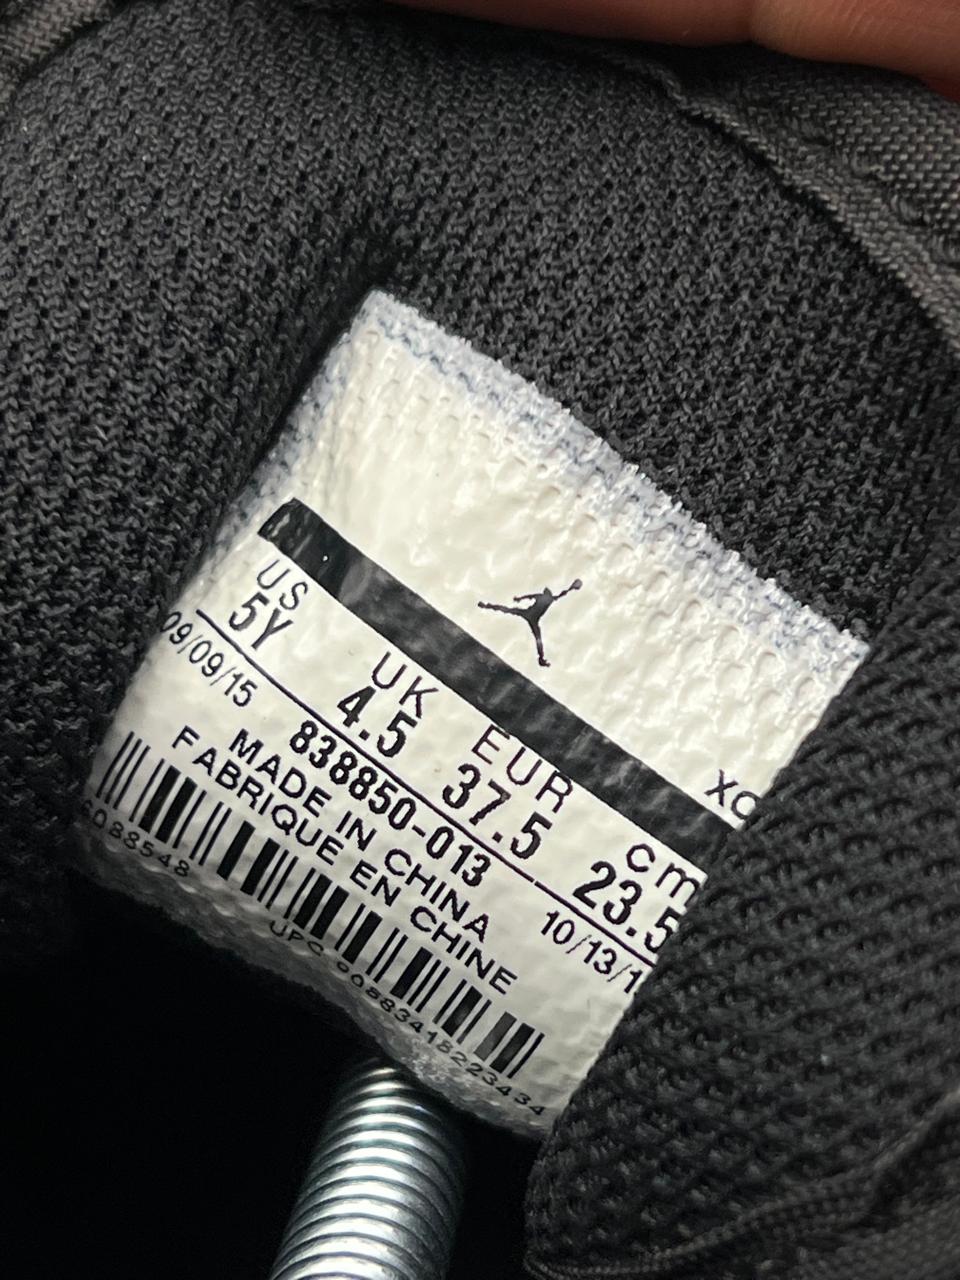 XC
US UK EUR cm
5Y 4.5 37.5 23.5
09/09/15 838850-013 10/13/1
MADE IN CHINA
FABRIQUE EN CHINE
UPC 00883418223434